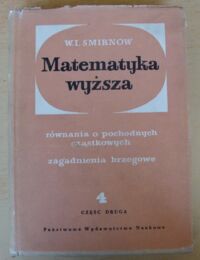 W. I. SMIRNOW
Matematyka
wyższa
równania o pochodnych
cząstkowych
zagadnienia brzegowe
4
CZĘŚĆ DRUGA
Państwowe Wydawnictwo Naukowe